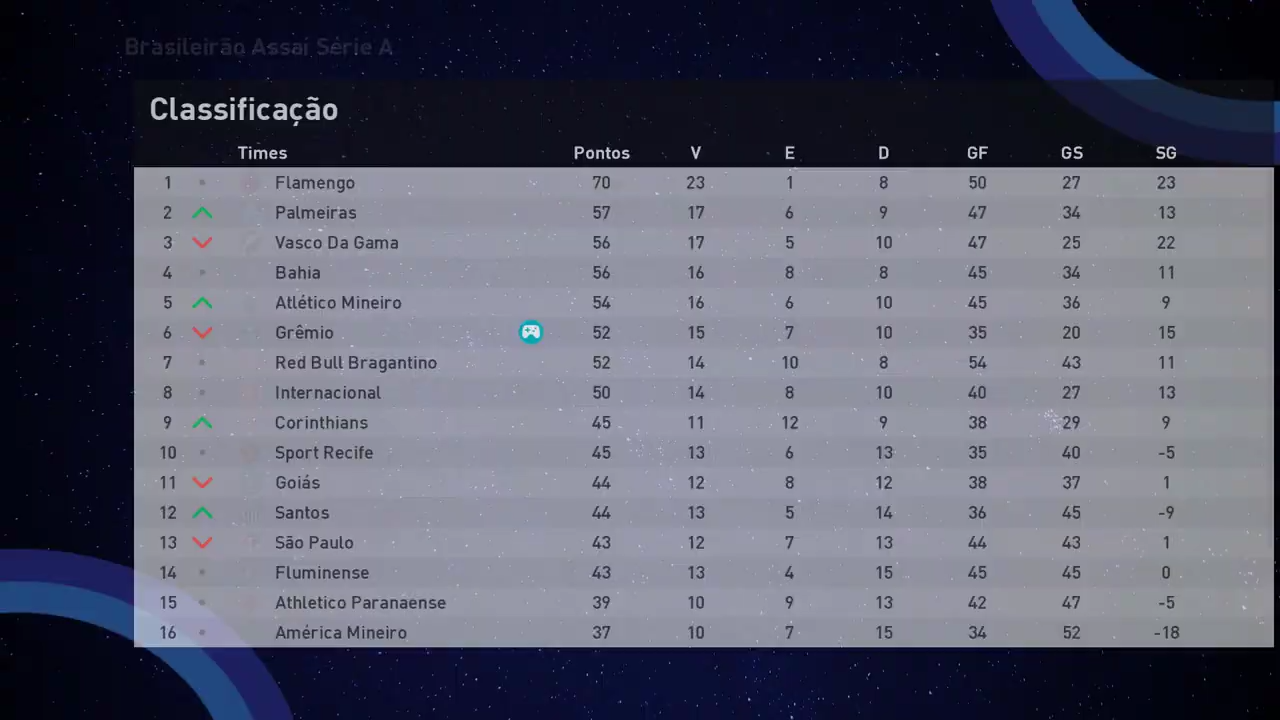 Brasileirão Assaí Série A
Classificação
Times Pontos V E D GF GS SG
1 Flamengo 70 23 1 8 50 27 23
2 Palmeiras 57 17 6 9 47 34 13
3 Vasco Da Gama 56 17 5 10 47 25 22
4 Bahia 56 16 8 8 45 34 11
5 Atlético Mineiro 54 16 6 10 45 36 9
6 Grêmio 52 15 7 10 35 20 15
7 Red Bull Bragantino 52 14 10 8 54 43 11
8 Internacional 50 14 8 10 40 27 13
9 Corinthians 45 11 12 9 38 29 9
10 Sport Recife 45 13 6 13 35 40 -5
11 Goiás 44 12 8 12 38 37 1
12 Santos 44 13 5 14 36 45 -9
13 São Paulo 43 12 7 13 44 43 1
14 Fluminense 43 13 4 15 45 45 0
15 Athletico Paranaense 39 10 9 13 42 47 -5
16 América Mineiro 37 10 7 15 34 52 -18